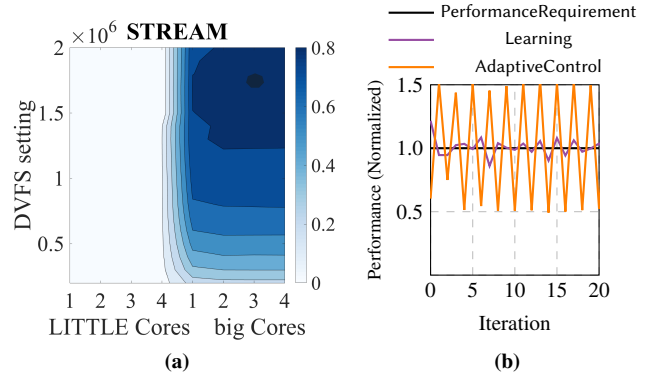 ×10⁶ STREAM
2
1.5
1
0.5
DVFS setting
0.8
0.6
0.4
0.2
0
1 2 3 4 1 2 3 4
LITTLE Cores big Cores
(a)
PerformanceRequirement
Learning
AdaptiveControl
1.5
1.0
0.5
Performance (Normalized)
0 5 10 15 20
Iteration
(b)